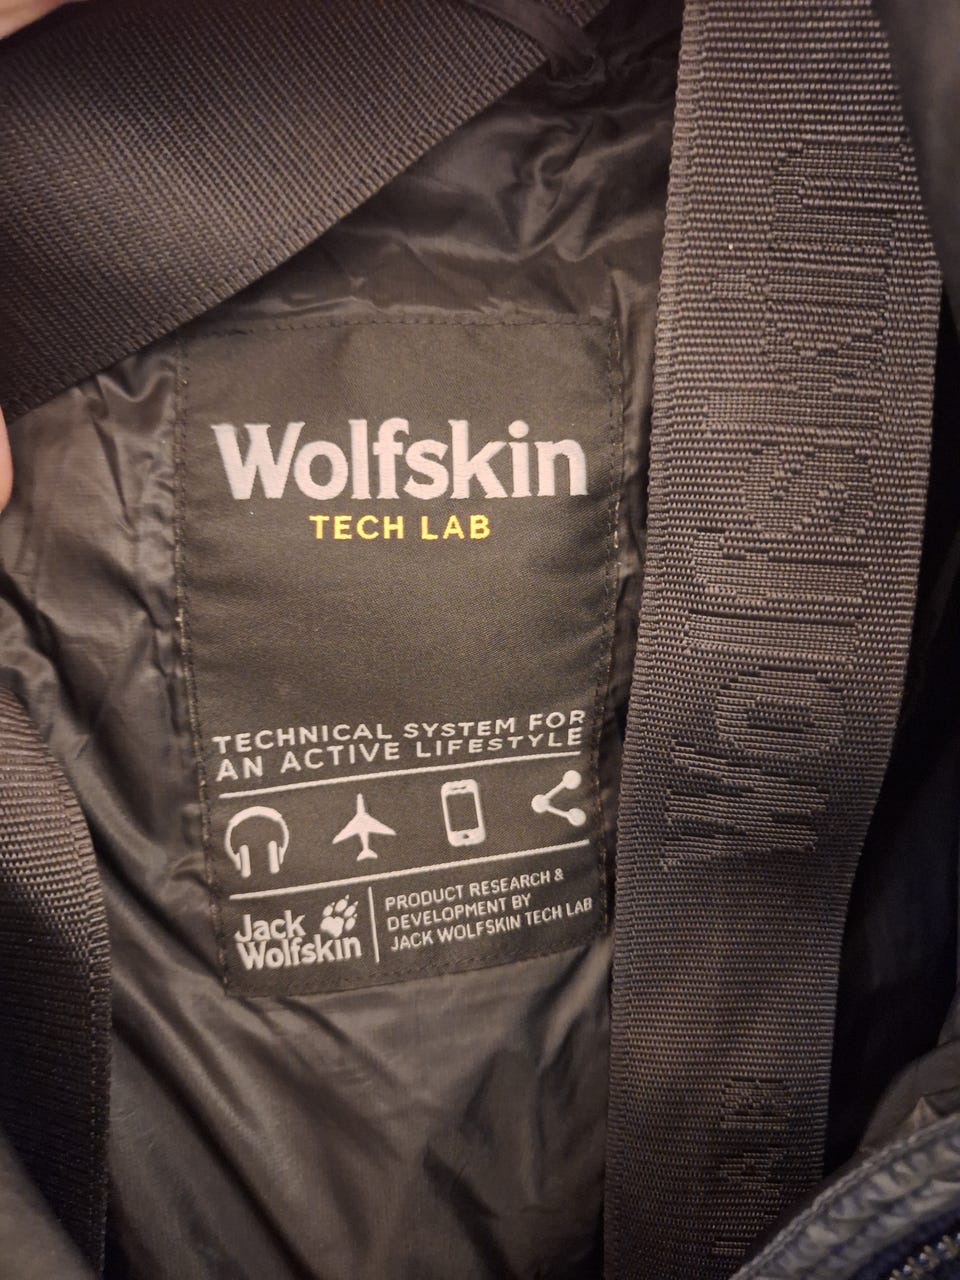 Wolfskin
TECH LAB
TECHNICAL SYSTEM FOR
AN ACTIVE LIFESTYLE
Jack
Wolfskin
PRODUCT RESEARCH &
DEVELOPMENT BY
JACK WOLFSKIN TECH LAB
Wolfskin